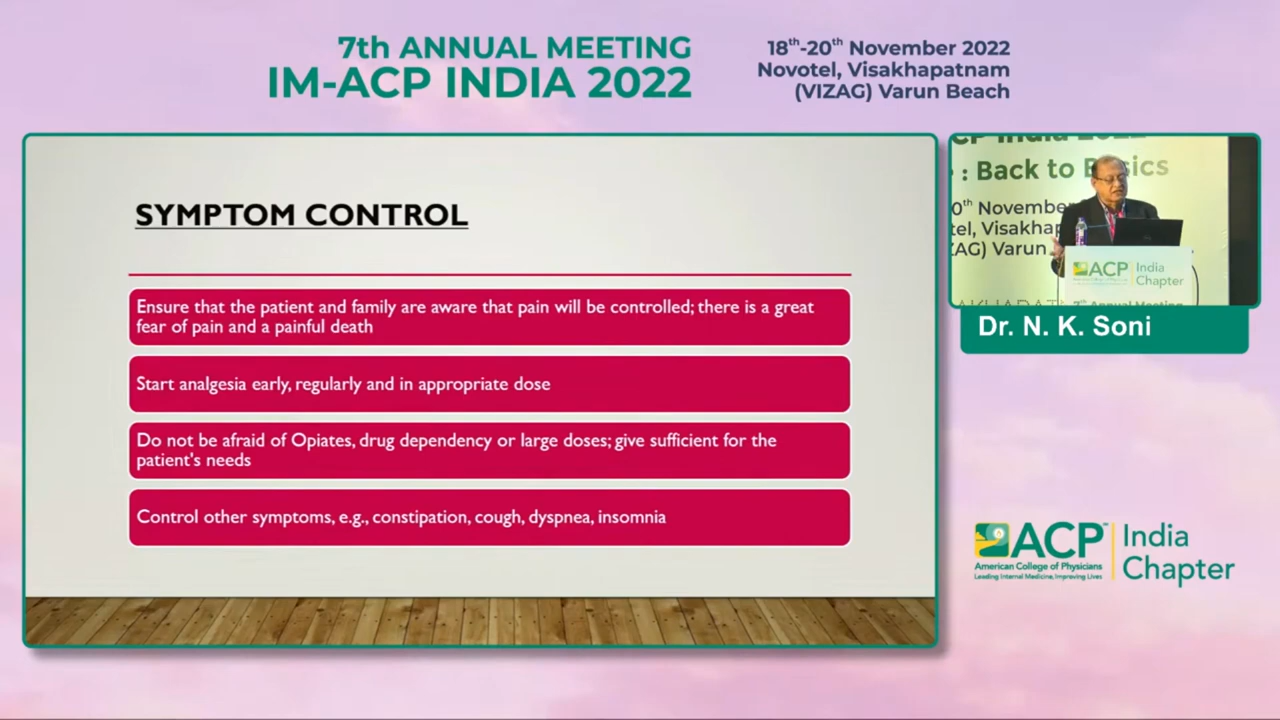 7th ANNUAL MEETING
IM-ACP INDIA 2022
18th-20th November 2022
Novotel, Visakhapatnam
(VIZAG) Varun Beach
SYMPTOM CONTROL
Ensure that the patient and family are aware that pain will be controlled; there is a great
fear of pain and a painful death
Start analgesia early, regularly and in appropriate dose
Do not be afraid of Opiates, drug dependency or large doses; give sufficient for the
patient's needs
Control other symptoms, e.g., constipation, cough, dyspnea, insomnia
: Back to
November
Varun
ACP India
Chapter
Dr. N. K. Soni
ACP™
American College of Physicians
Leading Internal Medicine, Improving Lives
India
Chapter